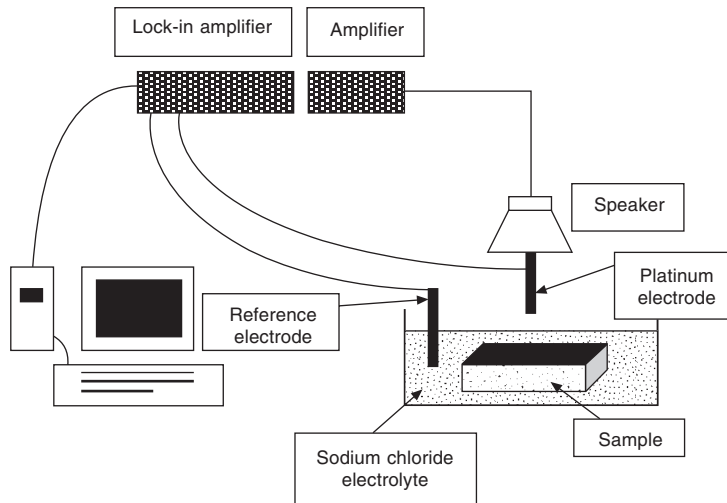 Lock-in amplifier
Amplifier
Speaker
Platinum
electrode
Reference
electrode
Sample
Sodium chloride
electrolyte